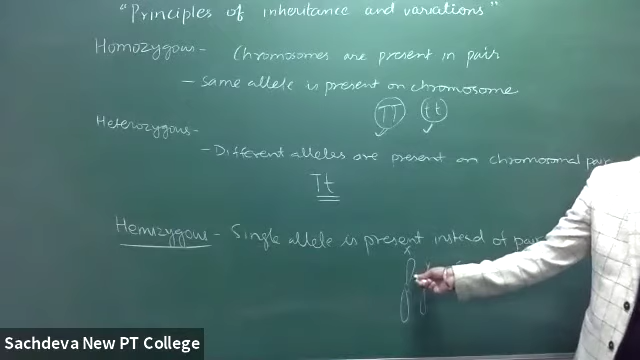 "Principles of inheritance and variations"
Homozygous - Chromosomes are present in pair
- Same allele is present on chromosome
TT tt
Heterozygous -
- Different alleles are present on chromosomal pair
Tt
Hemizygous - Single allele is present instead of pair
X
Sachdeva New PT College